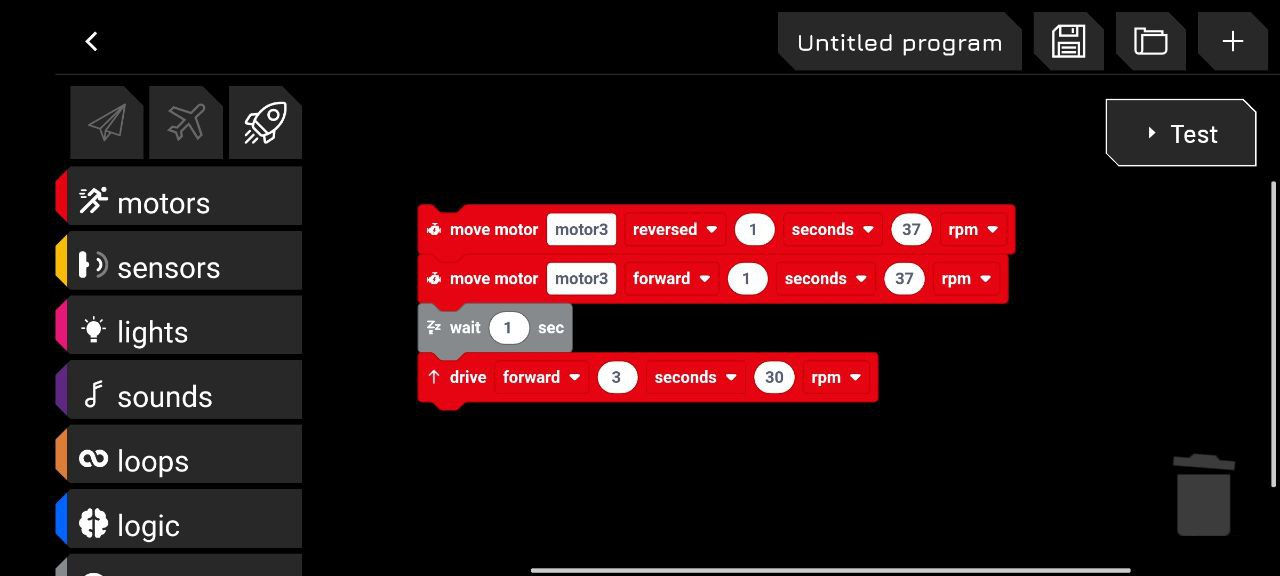 Untitled program
Test
motors
sensors
lights
sounds
loops
logic
move motor motor3 reversed 1 seconds 37 rpm
move motor motor3 forward 1 seconds 37 rpm
Zz wait 1 sec
drive forward 3 seconds 30 rpm